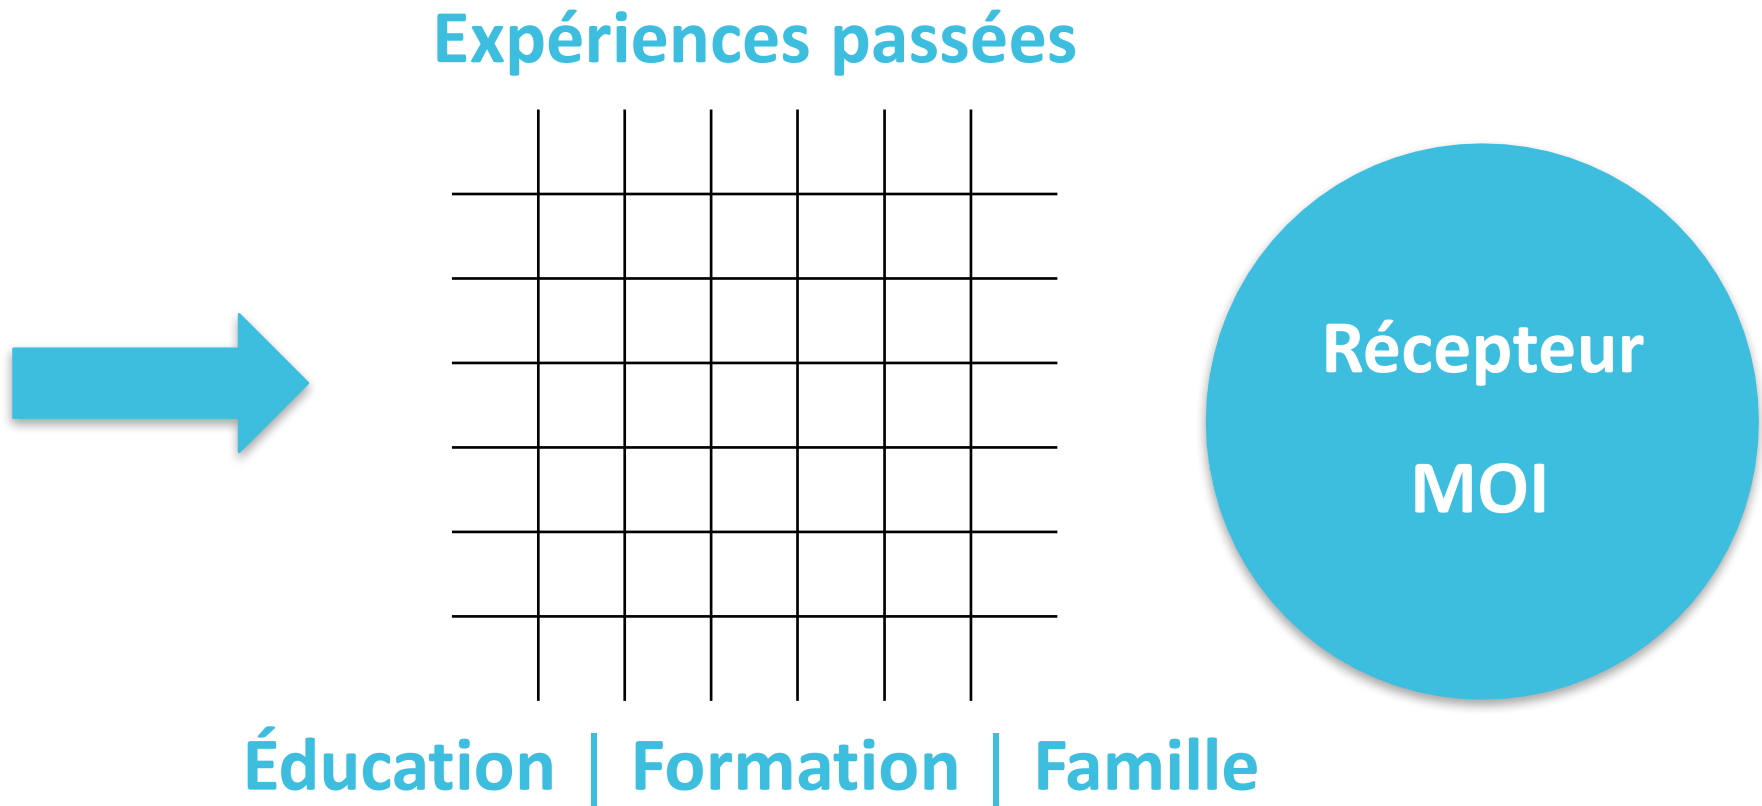 Expériences passées
Récepteur
MOI
Éducation | Formation | Famille